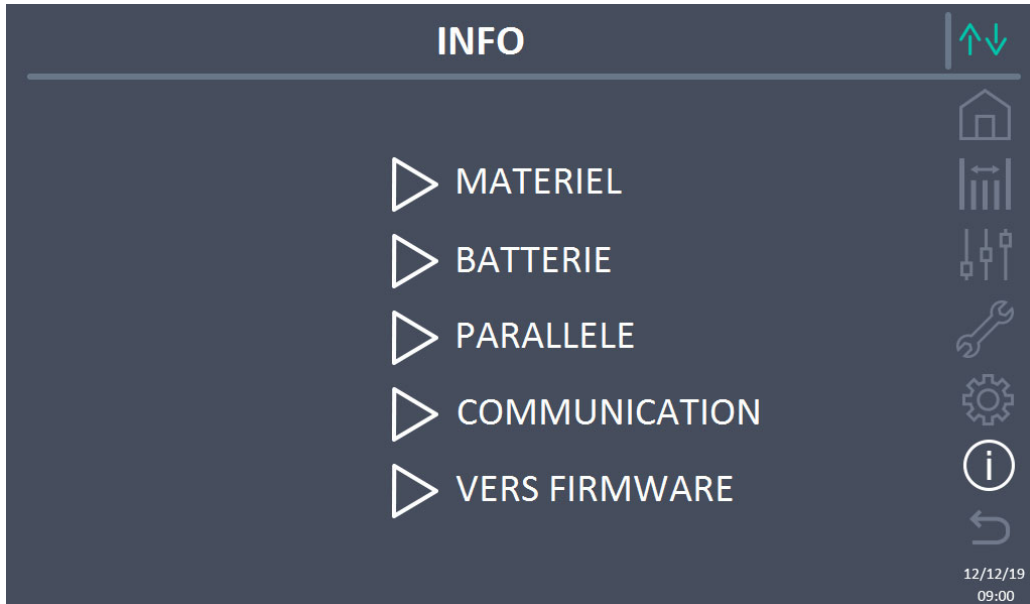 INFO
MATERIEL
BATTERIE
PARALLELE
COMMUNICATION
VERS FIRMWARE
12/12/19
09:00